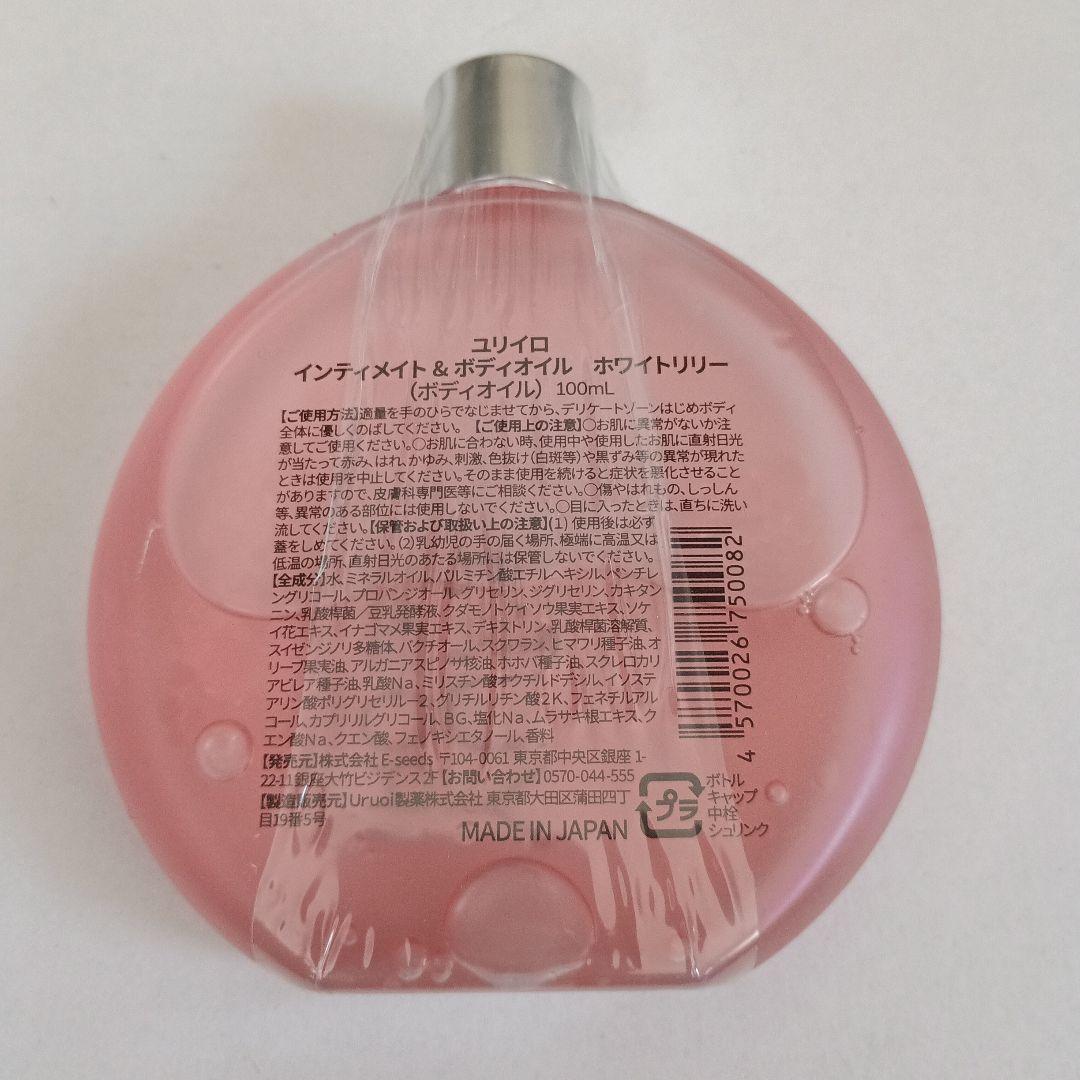 ユリイロ
インティメイト & ボディオイル　ホワイトリリー
（ボディオイル） 100mL
【ご使用方法】適量を手のひらでなじませてから、デリケートゾーンはじめボディ
全体に優しくのばしてください。 【ご使用上の注意】〇お肌に異常がないか注
意してご使用ください。〇お肌に合わない時、使用中や使用したお肌に直射日光
が当たって赤み、はれ、かゆみ、刺激、色抜け（白斑等）や黒ずみ等の異常が現れた
ときは使用を中止してください。そのまま使用を続けると症状を悪化させること
がありますので、皮膚科専門医等にご相談ください。〇傷やはれもの、しっしん
等、異常のある部位には使用しないでください。〇目に入ったときは、直ちに洗い
流してください。【保管および取扱い上の注意】(1) 使用後は必ず
蓋をしめてください。(2)乳幼児の手の届く場所、極端に高温又は
低温の場所、直射日光のあたる場所には保管しないでください。
【全成分】水、ミネラルオイル、パルミチン酸エチルヘキシル、ペンチレ
ングリコール、プロパンジオール、グリセリン、ジグリセリン、カキタン
ニン、乳酸桿菌／豆乳発酵液、クダモノトケイソウ果実エキス、ソケ
イ花エキス、イナゴマメ果実エキス、デキストリン、乳酸桿菌溶解質、
スイゼンジノリ多糖体、バクチオール、スクワラン、ヒマワリ種子油、オ
リーブ果実油、アルガニアスピノサ核油、ホホバ種子油、スクレロカリ
アビレア種子油、乳酸Na、ミリスチン酸オクチルドデシル、イソステ
アリン酸ポリグリセリル－2、グリチルリチン酸2K、フェネチルアル
コール、カプリリルグリコール、BG、塩化Na、ムラサキ根エキス、ク
エン酸Na、クエン酸、フェノキシエタノール、香料
【発売元】株式会社 E-seeds 〒104-0061 東京都中央区銀座 1-
22-11 銀座大竹ビジデンス 2F【お問い合わせ】0570-044-555
【製造販売元】Uruoi製薬株式会社 東京都大田区蒲田四丁
目19番5号
MADE IN JAPAN
プラ
ボトル
キャップ
中栓
シュリンク
4 570026 750082